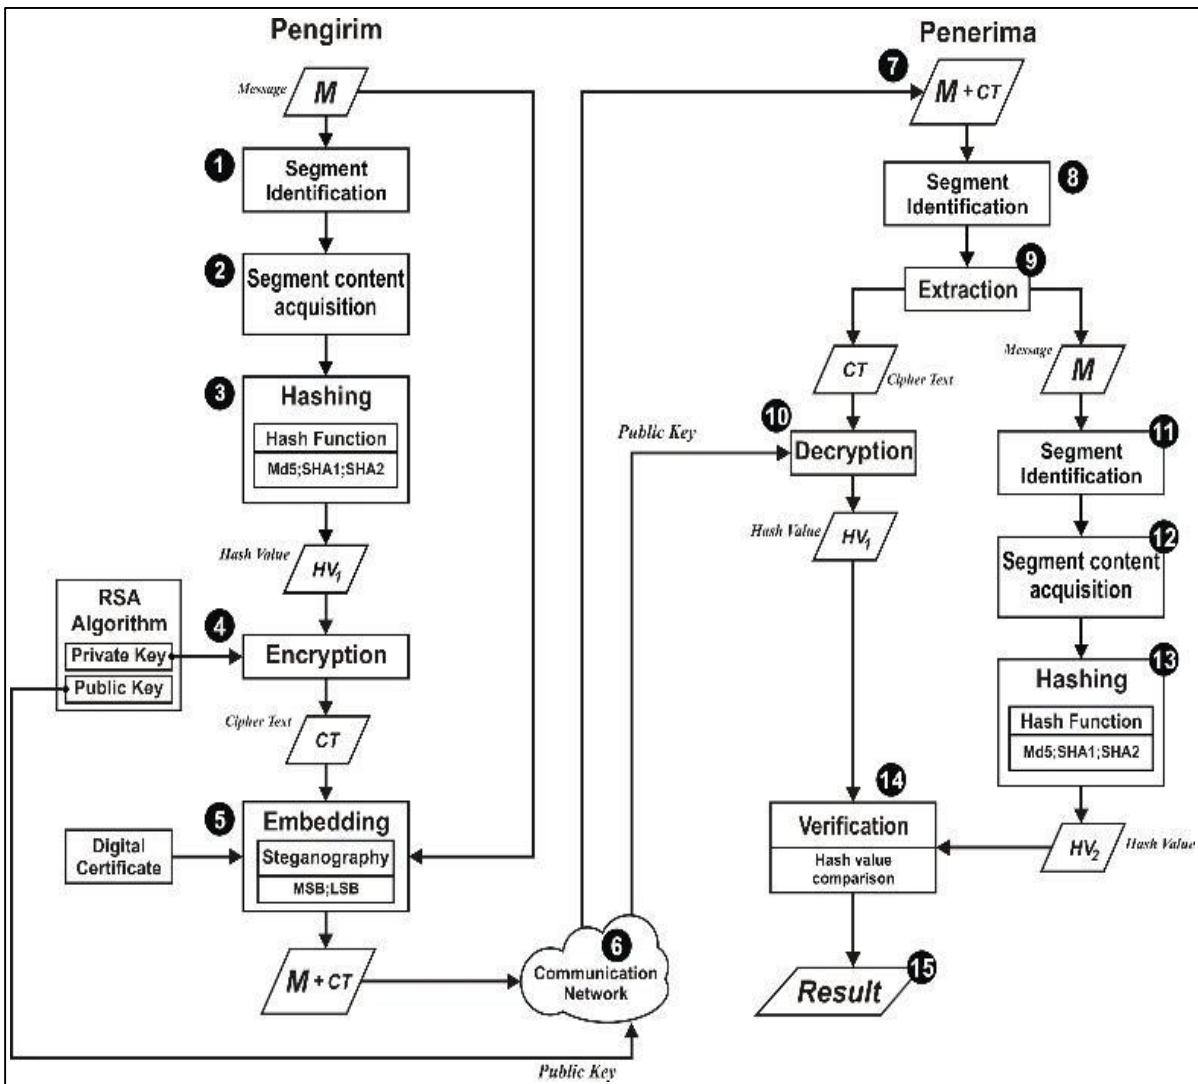 Pengirim
Message
M
1
Segment
Identification
2
Segment content
acquisition
3
Hashing
Hash Function
Md5;SHA1;SHA2
Hash Value
HV1
RSA
Algorithm
Private Key
Public Key
4
Encryption
Cipher Text
CT
5
Embedding
Steganography
MSB;LSB
Digital
Certificate
M + CT
6
Communication
Network
Public Key
Penerima
7
M + CT
8
Segment
Identification
9
Extraction
CT
Cipher Text
Message
M
Public Key
10
Decryption
Hash Value
HV1
11
Segment
Identification
12
Segment content
acquisition
13
Hashing
Hash Function
Md5;SHA1;SHA2
HV2
Hash Value
14
Verification
Hash value
comparison
15
Result